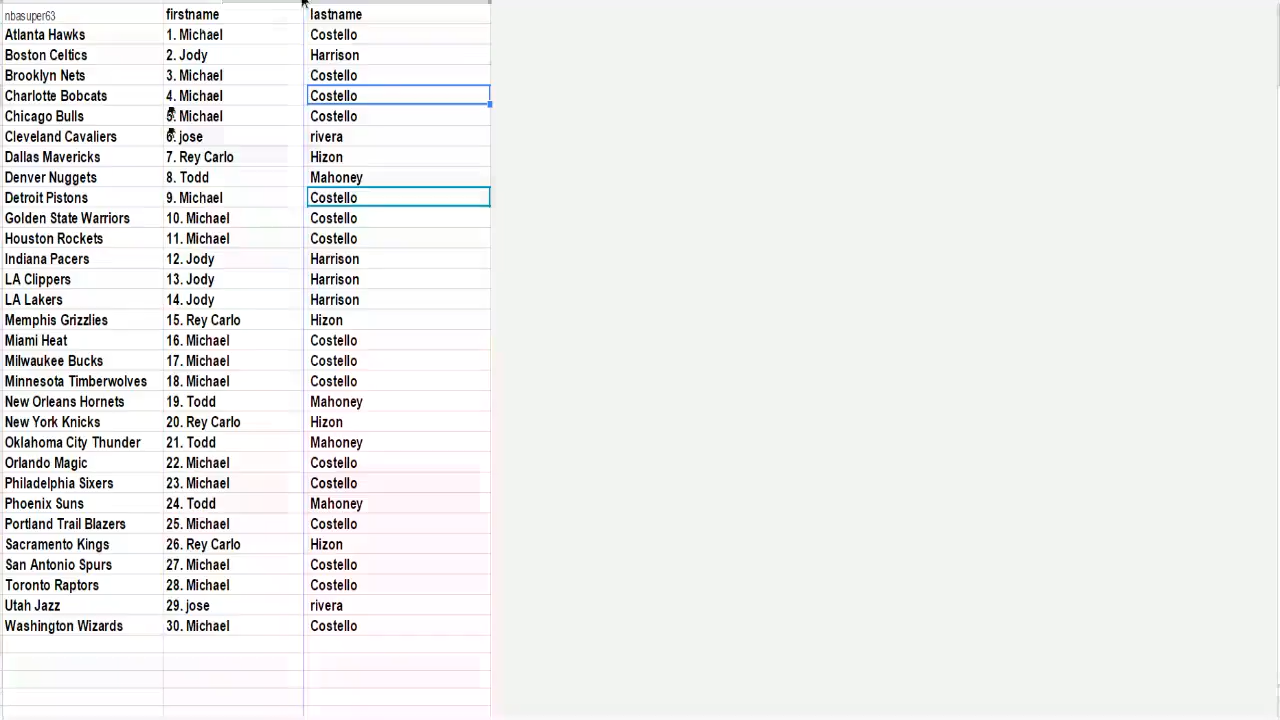 nbasuper63 firstname lastname
Atlanta Hawks 1. Michael Costello
Boston Celtics 2. Jody Harrison
Brooklyn Nets 3. Michael Costello
Charlotte Bobcats 4. Michael Costello
Chicago Bulls 5. Michael Costello
Cleveland Cavaliers 6. jose rivera
Dallas Mavericks 7. Rey Carlo Hizon
Denver Nuggets 8. Todd Mahoney
Detroit Pistons 9. Michael Costello
Golden State Warriors 10. Michael Costello
Houston Rockets 11. Michael Costello
Indiana Pacers 12. Jody Harrison
LA Clippers 13. Jody Harrison
LA Lakers 14. Jody Harrison
Memphis Grizzlies 15. Rey Carlo Hizon
Miami Heat 16. Michael Costello
Milwaukee Bucks 17. Michael Costello
Minnesota Timberwolves 18. Michael Costello
New Orleans Hornets 19. Todd Mahoney
New York Knicks 20. Rey Carlo Hizon
Oklahoma City Thunder 21. Todd Mahoney
Orlando Magic 22. Michael Costello
Philadelphia Sixers 23. Michael Costello
Phoenix Suns 24. Todd Mahoney
Portland Trail Blazers 25. Michael Costello
Sacramento Kings 26. Rey Carlo Hizon
San Antonio Spurs 27. Michael Costello
Toronto Raptors 28. Michael Costello
Utah Jazz 29. jose rivera
Washington Wizards 30. Michael Costello